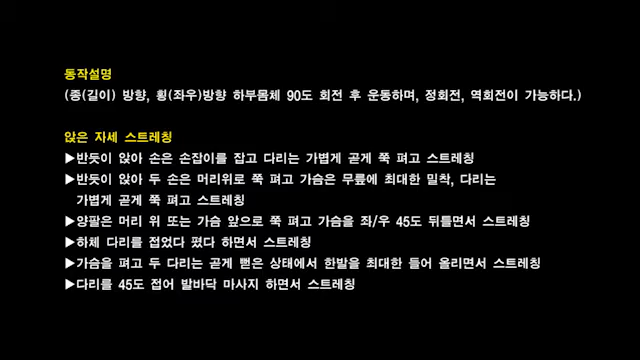 동작설명
(종(길이) 방향, 횡(좌우)방향 하부몸체 90도 회전 후 운동하며, 정회전, 역회전이 가능하다.)
앉은 자세 스트레칭
▶반듯이 앉아 손은 손잡이를 잡고 다리는 가볍게 곧게 쭉 펴고 스트레칭
▶반듯이 앉아 두 손은 머리위로 쭉 펴고 가슴은 무릎에 최대한 밀착, 다리는
가볍게 곧게 쭉 펴고 스트레칭
▶양팔은 머리 위 또는 가슴 앞으로 쭉 펴고 가슴을 좌/우 45도 뒤틀면서 스트레칭
▶하체 다리를 접었다 폈다 하면서 스트레칭
▶가슴을 펴고 두 다리는 곧게 뻗은 상태에서 한발을 최대한 들어 올리면서 스트레칭
▶다리를 45도 접어 발바닥 마사지 하면서 스트레칭